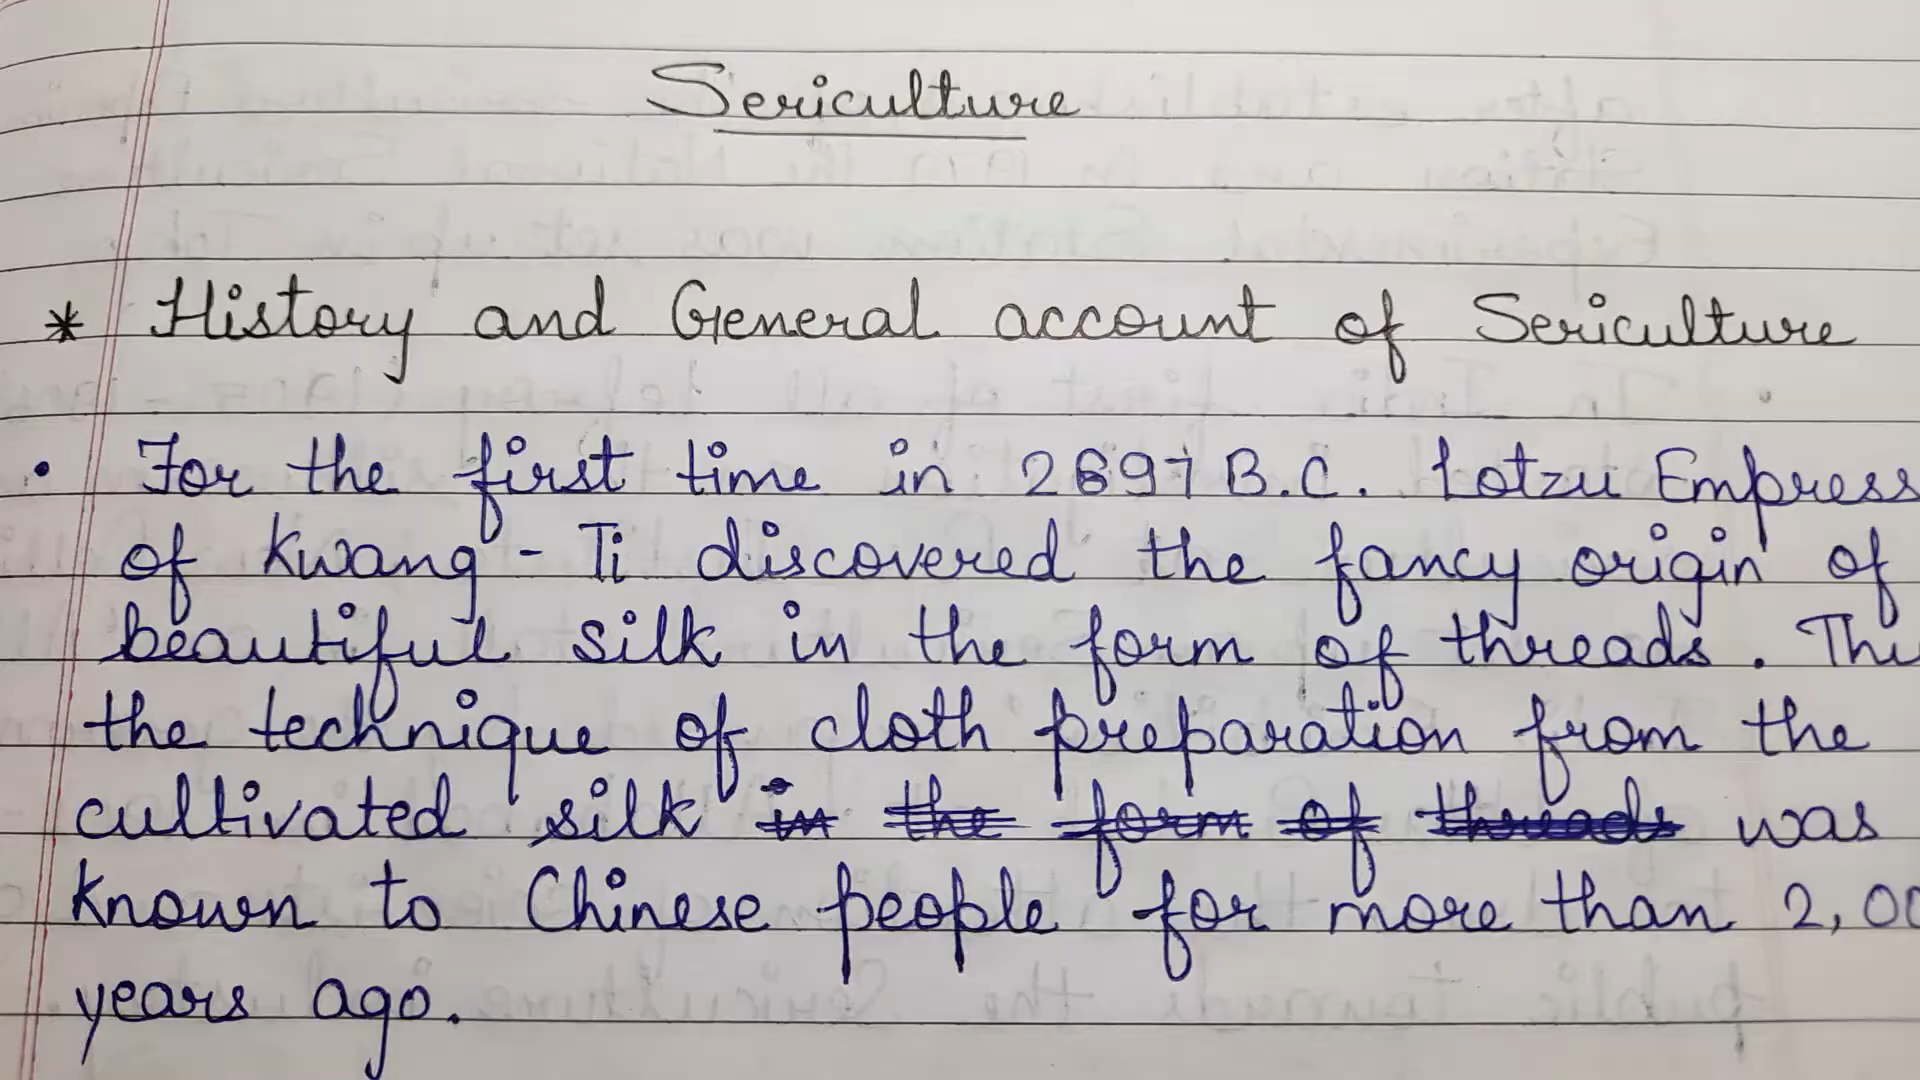 Sericulture
* History and General account of Sericulture
• For the first time in 2697 B.C. Lotzu Empress
of Kwang-Ti discovered the fancy origin of
beautiful silk in the form of threads. Thu
the technique of cloth preparation from the
cultivated silk ~~in the form of threads~~ was
known to Chinese people for more than 2,00
years ago.